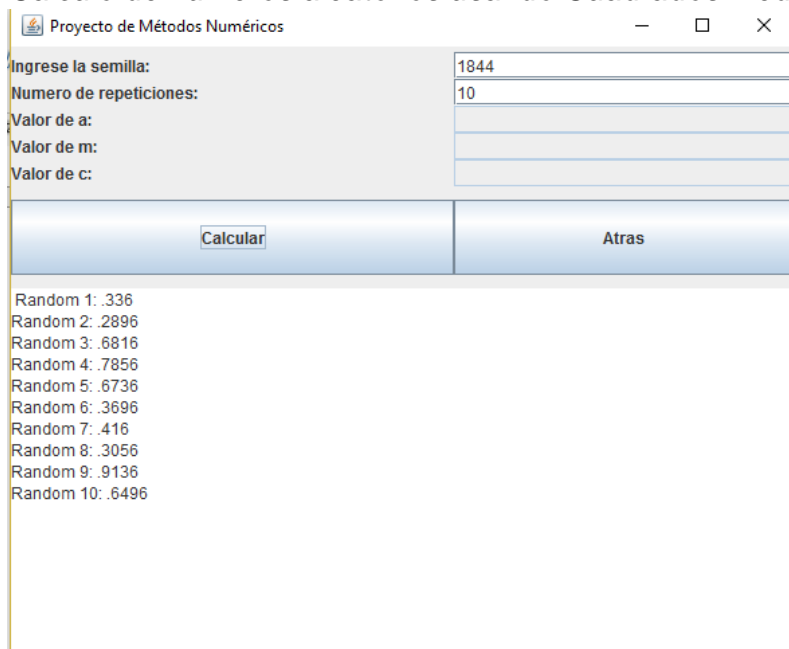 Proyecto de Métodos Numéricos
Ingrese la semilla: 1844
Numero de repeticiones: 10
Valor de a:
Valor de m:
Valor de c:
Calcular Atras
Random 1: .336
Random 2: .2896
Random 3: .6816
Random 4: .7856
Random 5: .6736
Random 6: .3696
Random 7: .416
Random 8: .3056
Random 9: .9136
Random 10: .6496